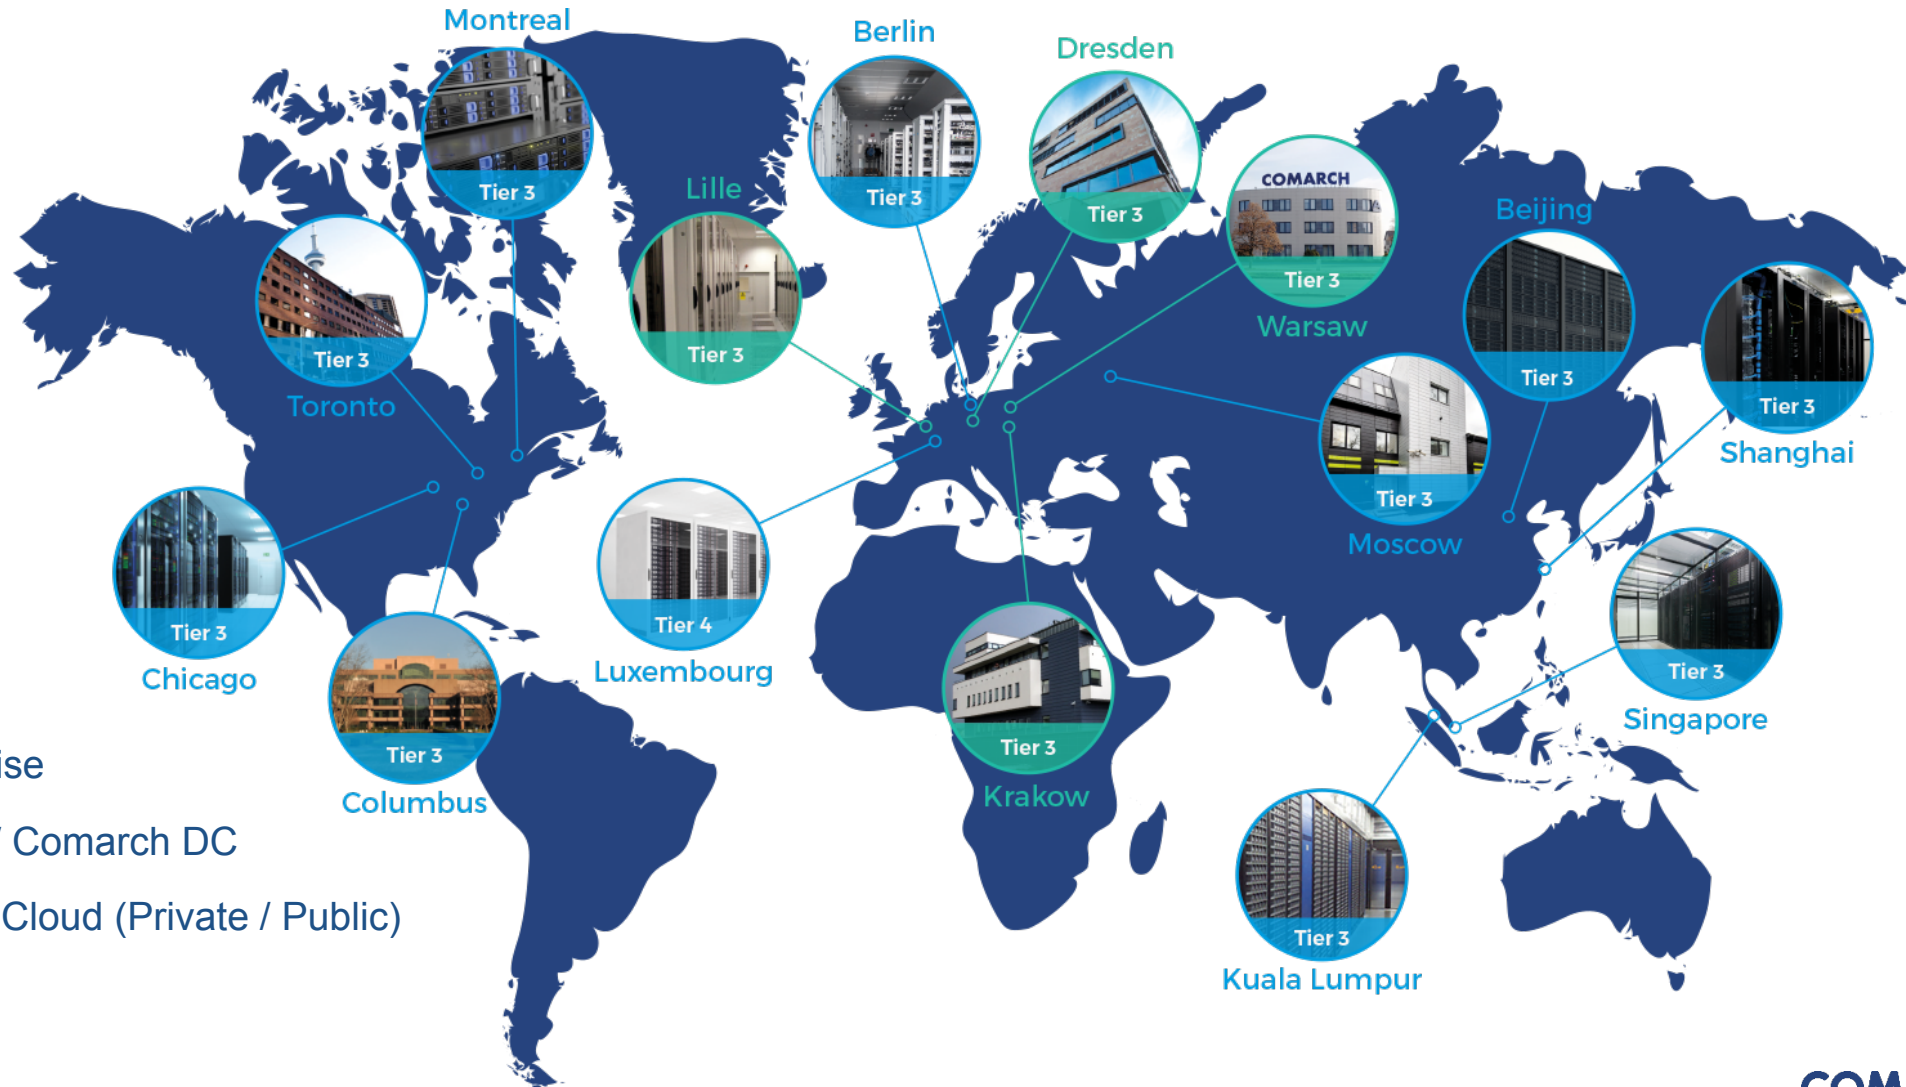 Montreal
Tier 3
Berlin
Tier 3
Dresden
Tier 3
Lille
Tier 3
COMARCH
Tier 3
Warsaw
Beijing
Tier 3
Tier 3
Toronto
Tier 3
Shanghai
Tier 3
Moscow
Tier 3
Chicago
Tier 4
Luxembourg
Tier 3
Singapore
Tier 3
Columbus
Tier 3
Krakow
Tier 3
Kuala Lumpur
Comarch DC
Cloud (Private / Public)